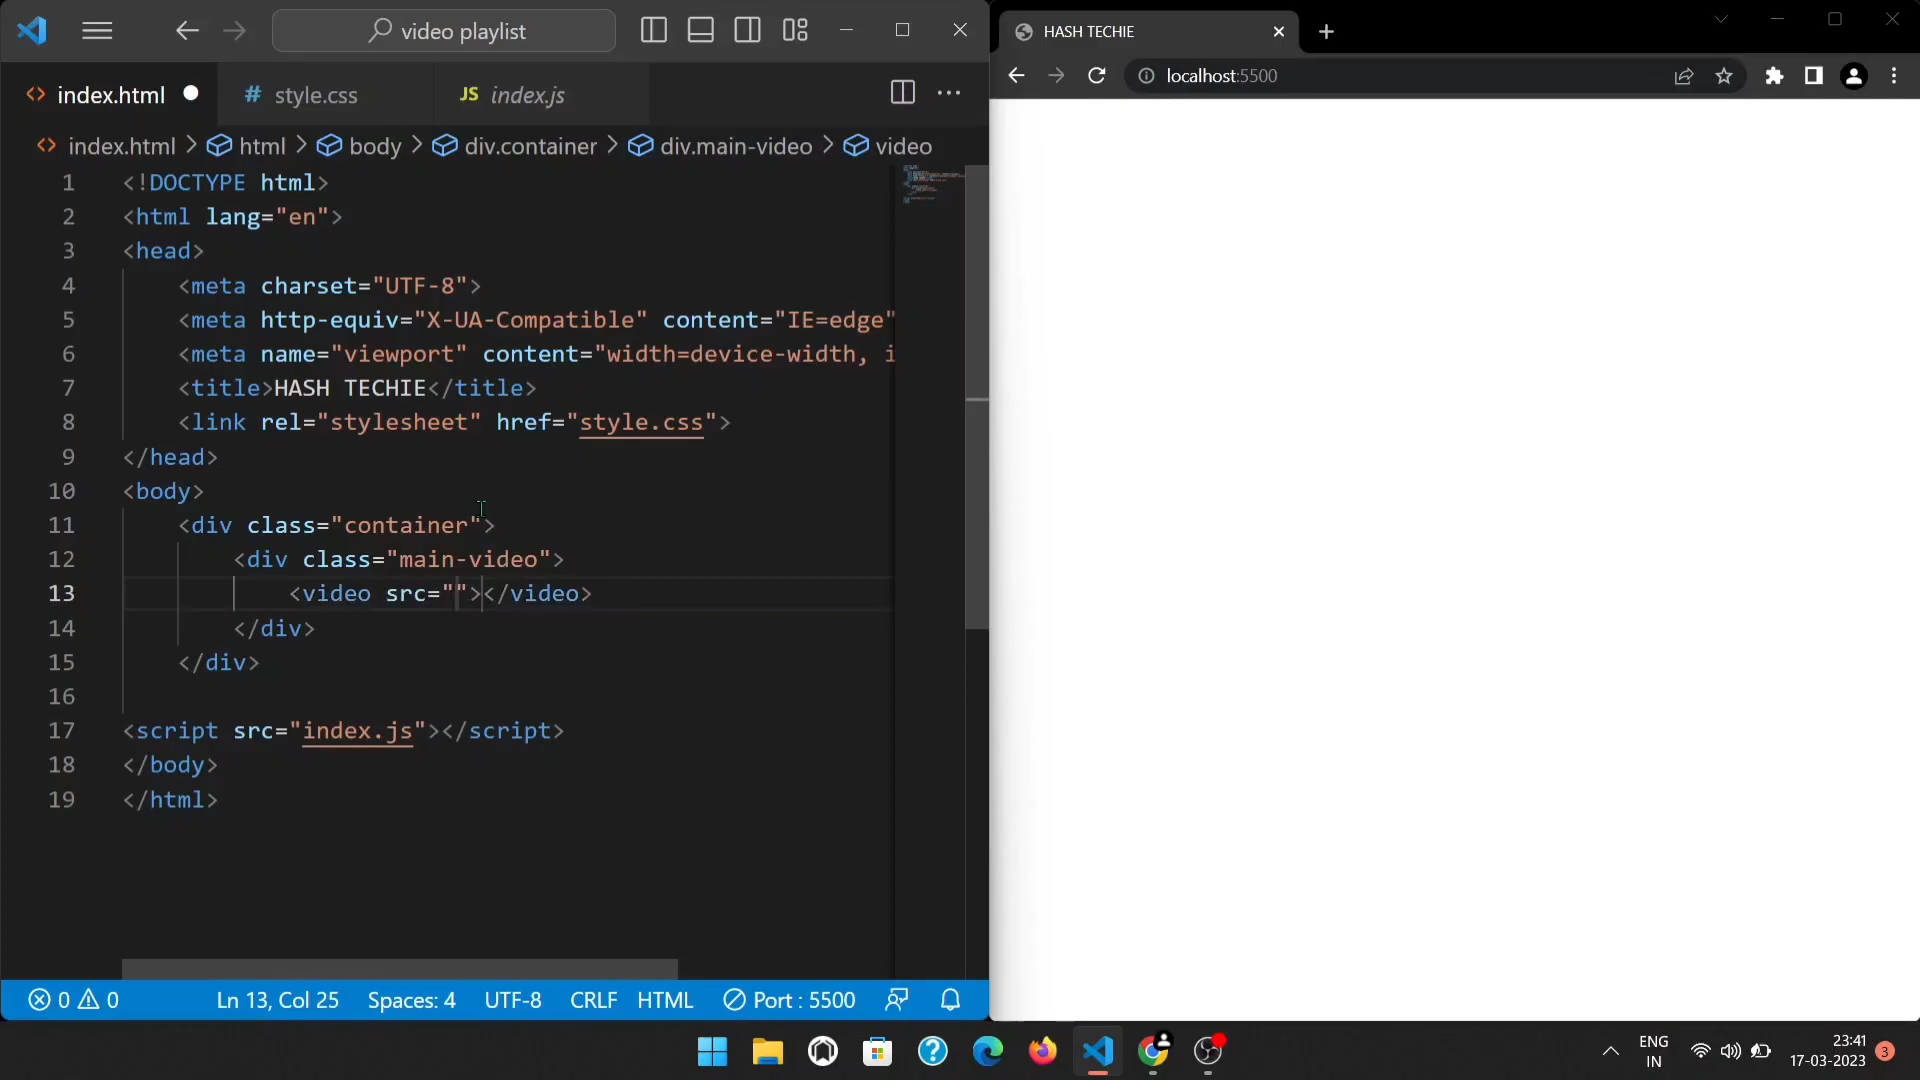 video playlist
index.html
# style.css
JS index.js
index.html > html > body > div.container > div.main-video > video
1 <!DOCTYPE html>
2 <html lang="en">
3 <head>
4 <meta charset="UTF-8">
5 <meta http-equiv="X-UA-Compatible" content="IE=edge"
6 <meta name="viewport" content="width=device-width, i
7 <title>HASH TECHIE</title>
8 <link rel="stylesheet" href="style.css">
9 </head>
10 <body>
11 <div class="container">
12 <div class="main-video">
13 <video src=""></video>
14 </div>
15 </div>
16
17 <script src="index.js"></script>
18 </body>
19 </html>
0 0 Ln 13, Col 25 Spaces: 4 UTF-8 CRLF HTML Port : 5500
HASH TECHIE
localhost:5500
ENG
IN
23:41
17-03-2023
3